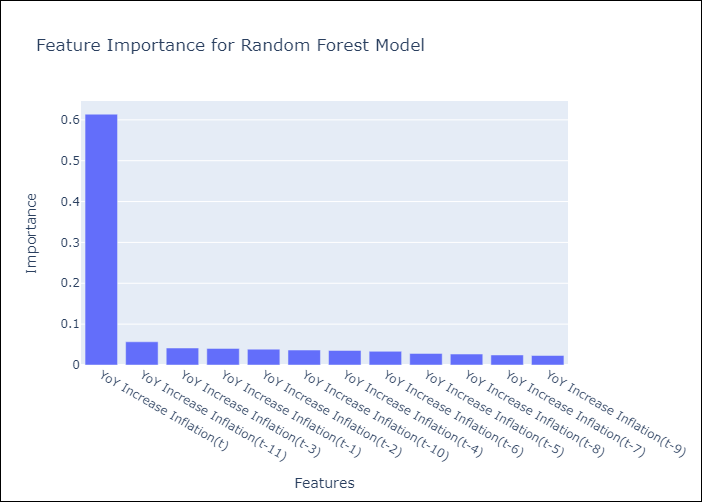 Feature Importance for Random Forest Model
Importance
0.6
0.5
0.4
0.3
0.2
0.1
0
YoY Increase Inflation(t)
YoY Increase Inflation(t-11)
YoY Increase Inflation(t-3)
YoY Increase Inflation(t-1)
YoY Increase Inflation(t-2)
YoY Increase Inflation(t-10)
YoY Increase Inflation(t-4)
YoY Increase Inflation(t-6)
YoY Increase Inflation(t-5)
YoY Increase Inflation(t-8)
YoY Increase Inflation(t-7)
YoY Increase Inflation(t-9)
Features